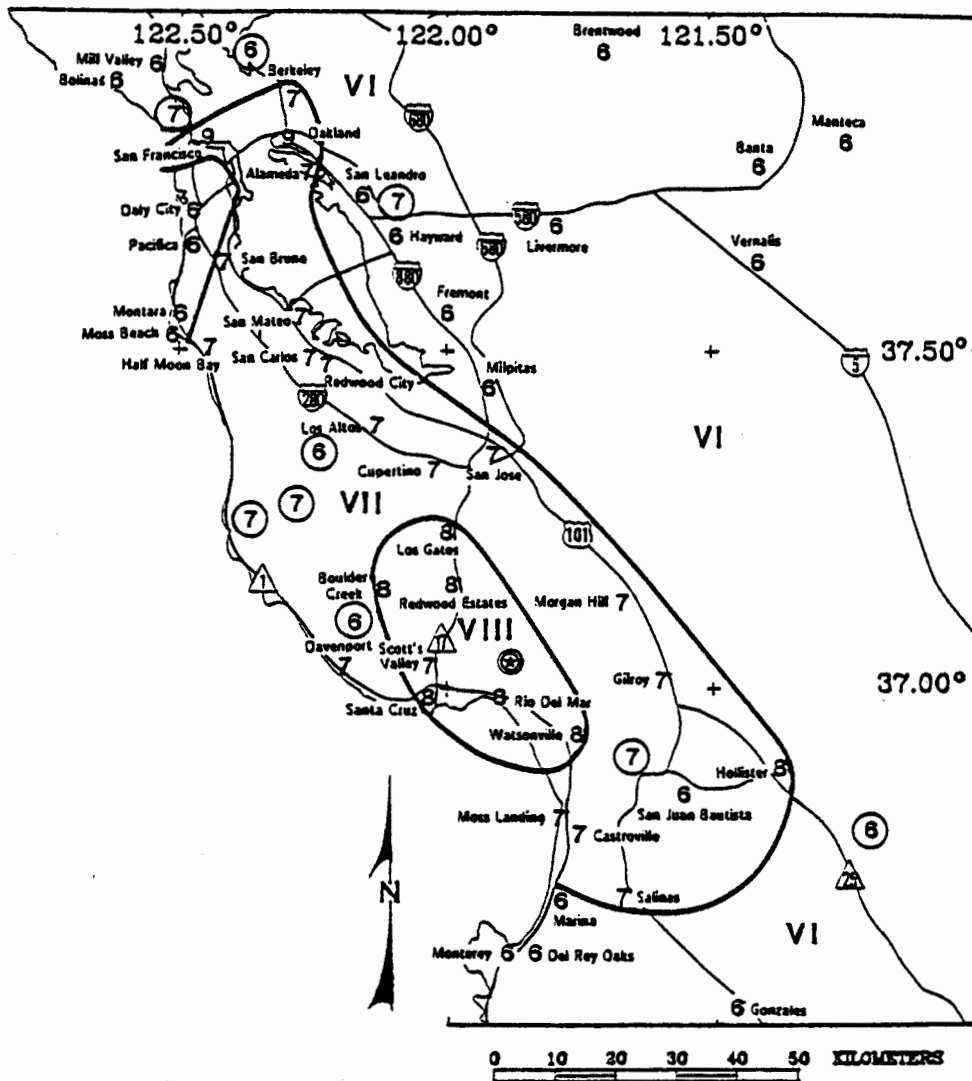 122.50° 122.00° 121.50°
Brentwood
6
6
Mill Valley 6
Bolinas 6
Berkeley
7
VI
7
680
Manteca
6
Banta
6
9
9
Oakland
San Francisco
Alameda 7
San Leandro
6
7
Daly City 6
580
6
Livermore
Pacifica 6
6 Hayward
680
Vernalis
6
7 San Bruno
880
Fremont
6
Montara 6
Moss Beach 6
San Mateo 7
Half Moon Bay 7
San Carlos 7
7
Redwood City
Milpitas
6
37.50°
5
280
Los Altos 7
6
VI
Cupertino 7
7
San Jose
VII
7
7
101
8
Los Gatos
1
Boulder Creek 8
8
Redwood Estates
Morgan Hill 7
6
17
VIII
Davenport
7
Scott's Valley 7
Gilroy 7
37.00°
8
Santa Cruz
8 Rio Del Mar
Watsonville 8
7
Hollister 8
6
San Juan Bautista
Moss Landing 7
7 Castroville
6
25
7 Salinas
N
6
Marina
VI
Monterey 6
6 Del Rey Oaks
6 Gonzales
0 10 20 30 40 50 KILOMETERS